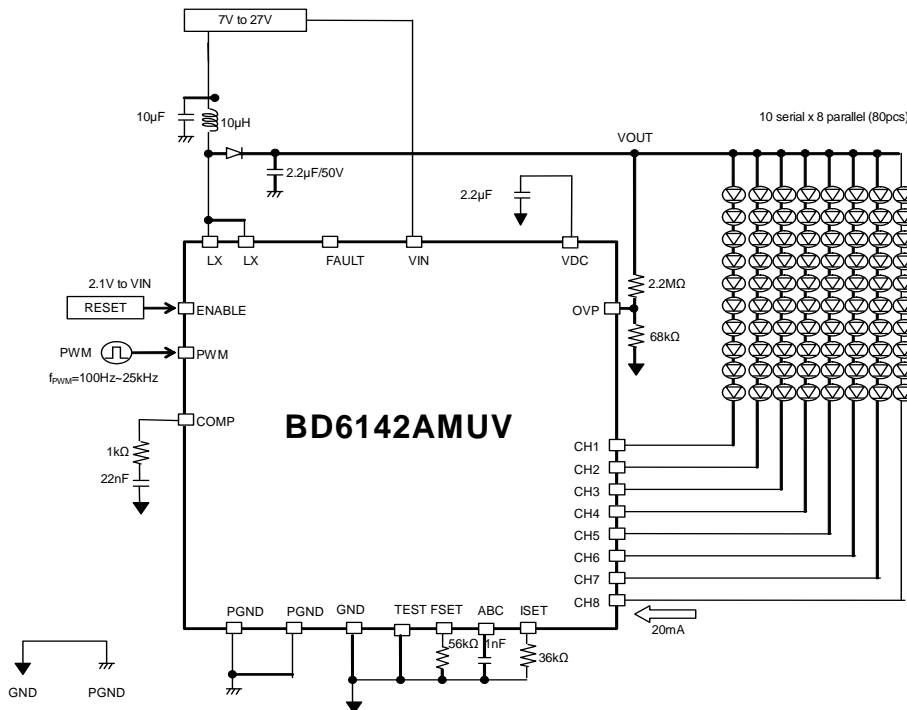 7V to 27V
10µF
10µH
10 serial x 8 parallel (80pcs)
VOUT
2.2µF/50V
2.2µF
LX
LX
FAULT
VIN
VDC
2.1V to VIN
RESET
ENABLE
2.2MΩ
OVP
68kΩ
PWM
PWM
fPWM=100Hz~25kHz
COMP
BD6142AMUV
1kΩ
22nF
CH1
CH2
CH3
CH4
CH5
CH6
CH7
CH8
20mA
PGND
PGND
GND
TEST
FSET
ABC
ISET
56kΩ
1nF
36kΩ
GND
PGND